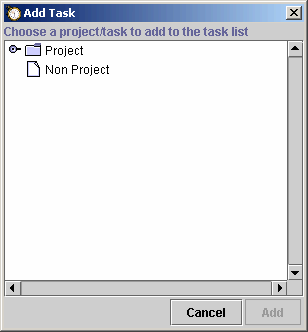 Add Task
Choose a project/task to add to the task list
Project
Non Project
Cancel
Add